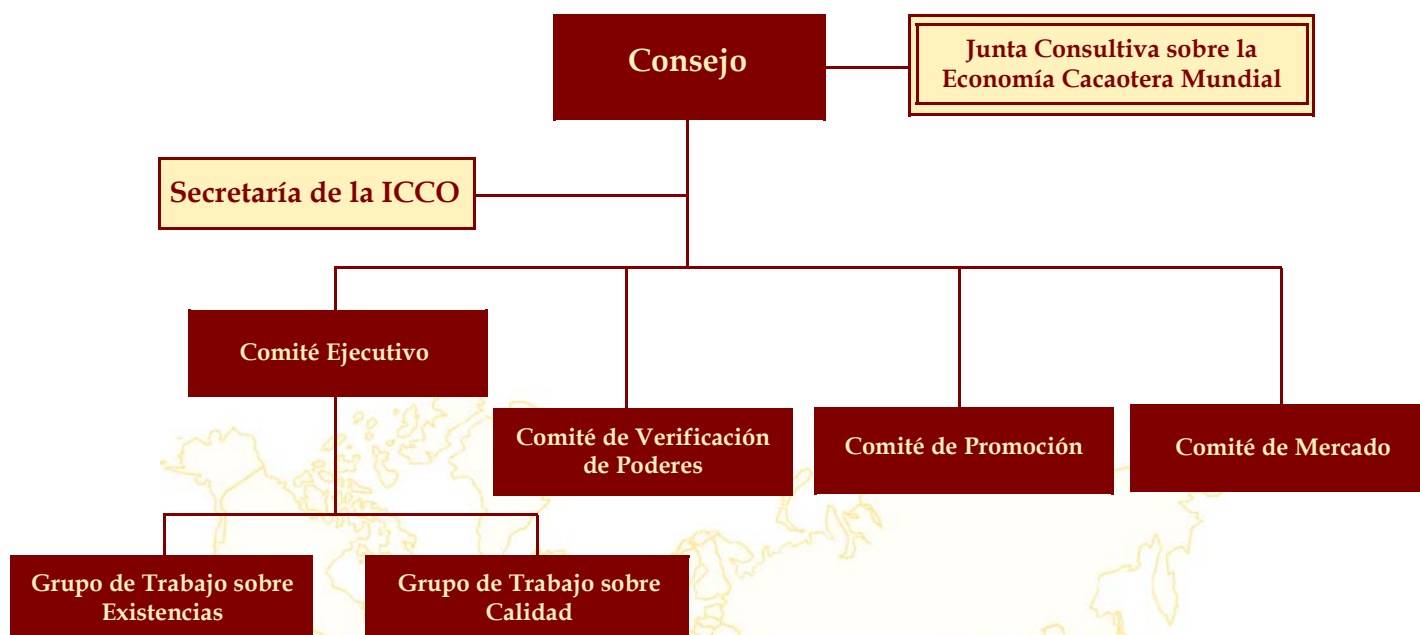 Consejo
Junta Consultiva sobre la
Economía Cacaotera Mundial
Secretaría de la ICCO
Comité Ejecutivo
Comité de Verificación
de Poderes
Comité de Promoción
Comité de Mercado
Grupo de Trabajo sobre
Existencias
Grupo de Trabajo sobre
Calidad